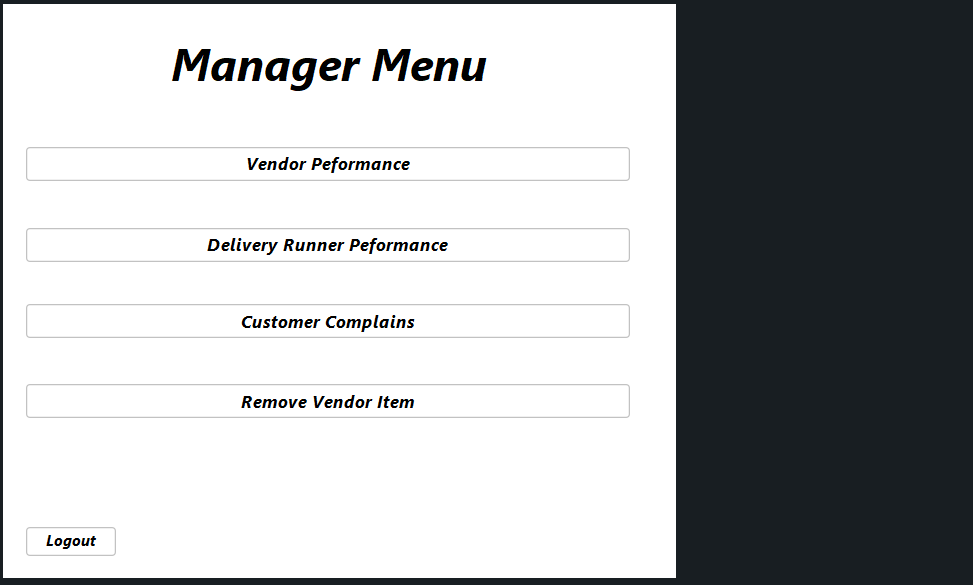 Manager Menu
Vendor Peformance
Delivery Runner Peformance
Customer Complains
Remove Vendor Item
Logout